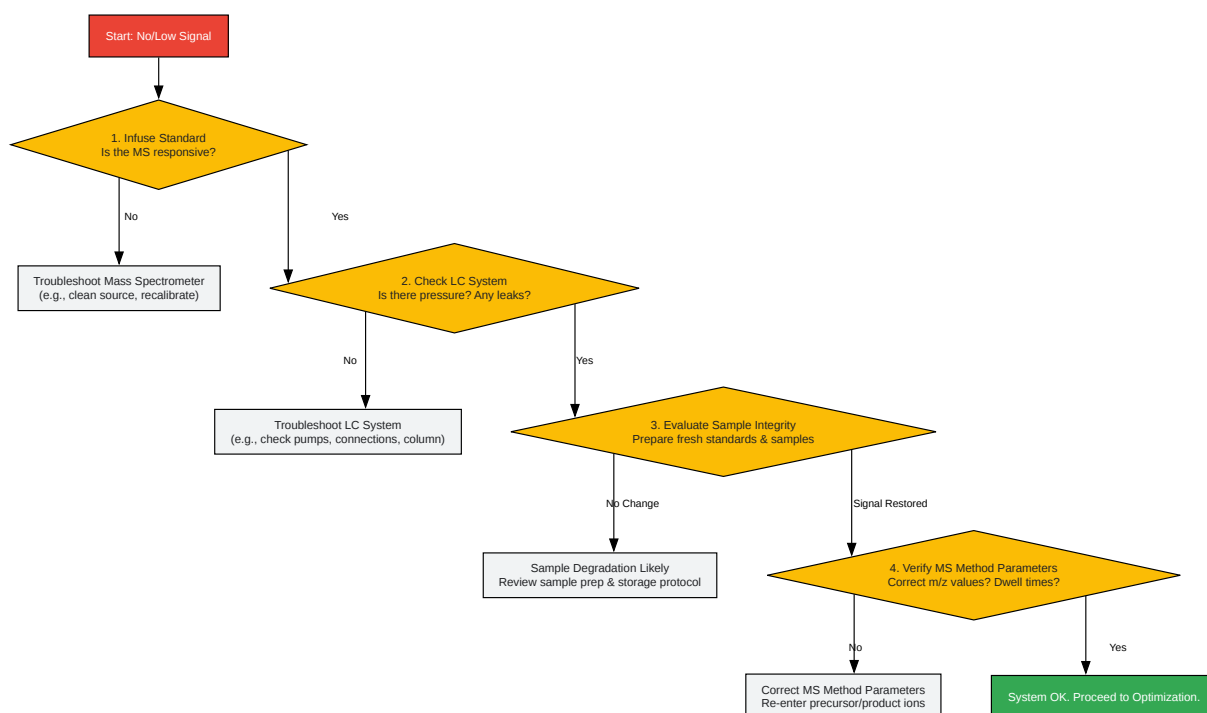 Start: No/Low Signal
1. Infuse Standard
Is the MS responsive?
No
Yes
Troubleshoot Mass Spectrometer
(e.g., clean source, recalibrate)
2. Check LC System
Is there pressure? Any leaks?
No
Yes
Troubleshoot LC System
(e.g., check pumps, connections, column)
3. Evaluate Sample Integrity
Prepare fresh standards & samples
No Change
Signal Restored
Sample Degradation Likely
Review sample prep & storage protocol
4. Verify MS Method Parameters
Correct m/z values? Dwell times?
No
Yes
Correct MS Method Parameters
Re-enter precursor/product ions
System OK. Proceed to Optimization.